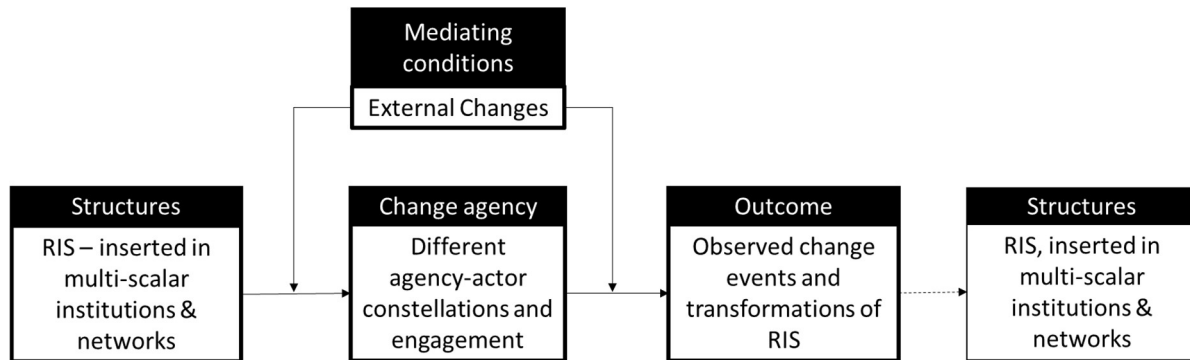 Mediating
conditions
External Changes
Structures
RIS – inserted in
multi-scalar
institutions &
networks
Change agency
Different
agency-actor
constellations and
engagement
Outcome
Observed change
events and
transformations of
RIS
Structures
RIS, inserted in
multi-scalar
institutions &
networks